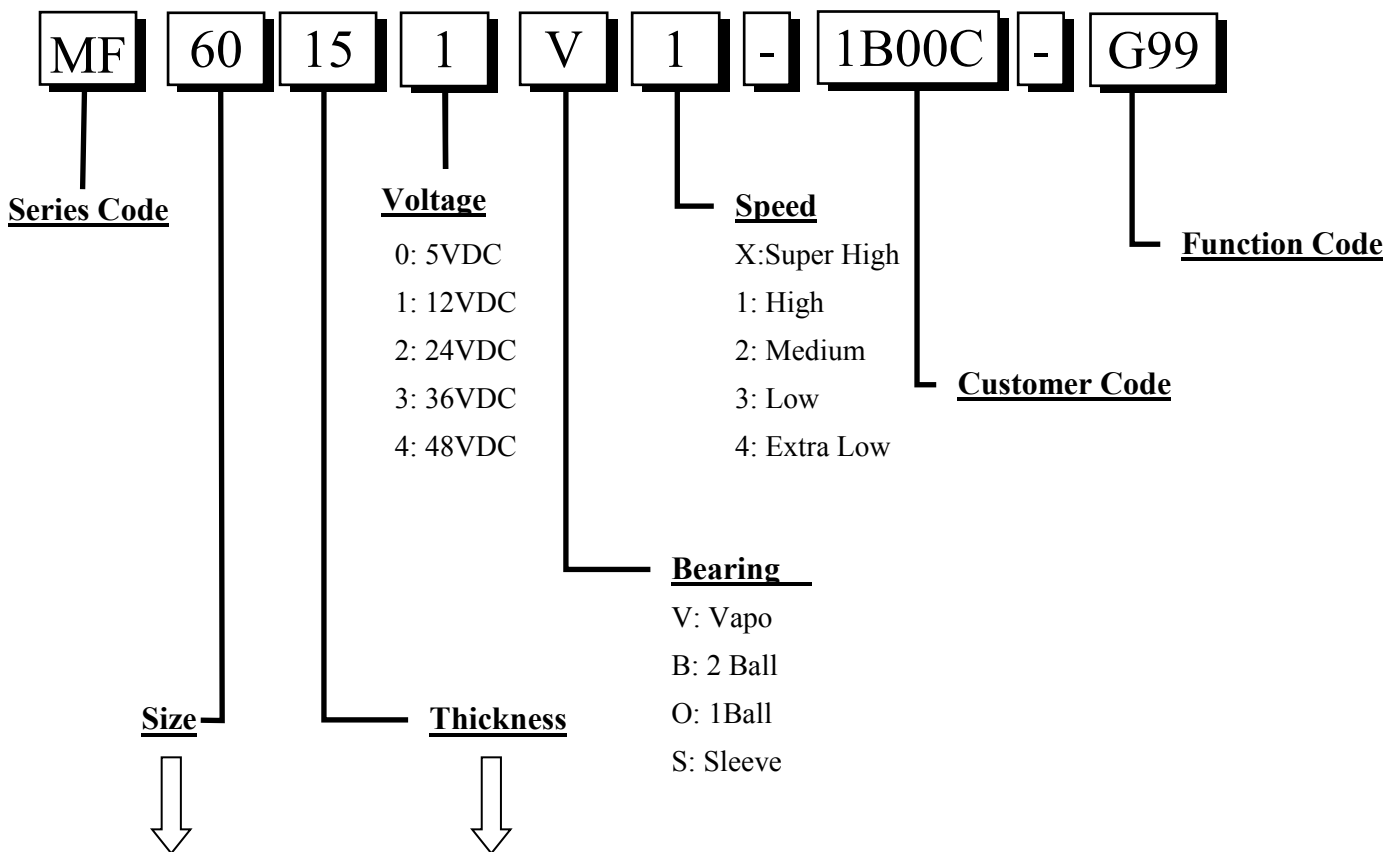 MF 60 15 1 V 1 - 1B00C - G99
Series Code
Voltage
0: 5VDC
1: 12VDC
2: 24VDC
3: 36VDC
4: 48VDC
Speed
X:Super High
1: High
2: Medium
3: Low
4: Extra Low
Function Code
Customer Code
Bearing
V: Vapo
B: 2 Ball
O: 1Ball
S: Sleeve
Size
Thickness